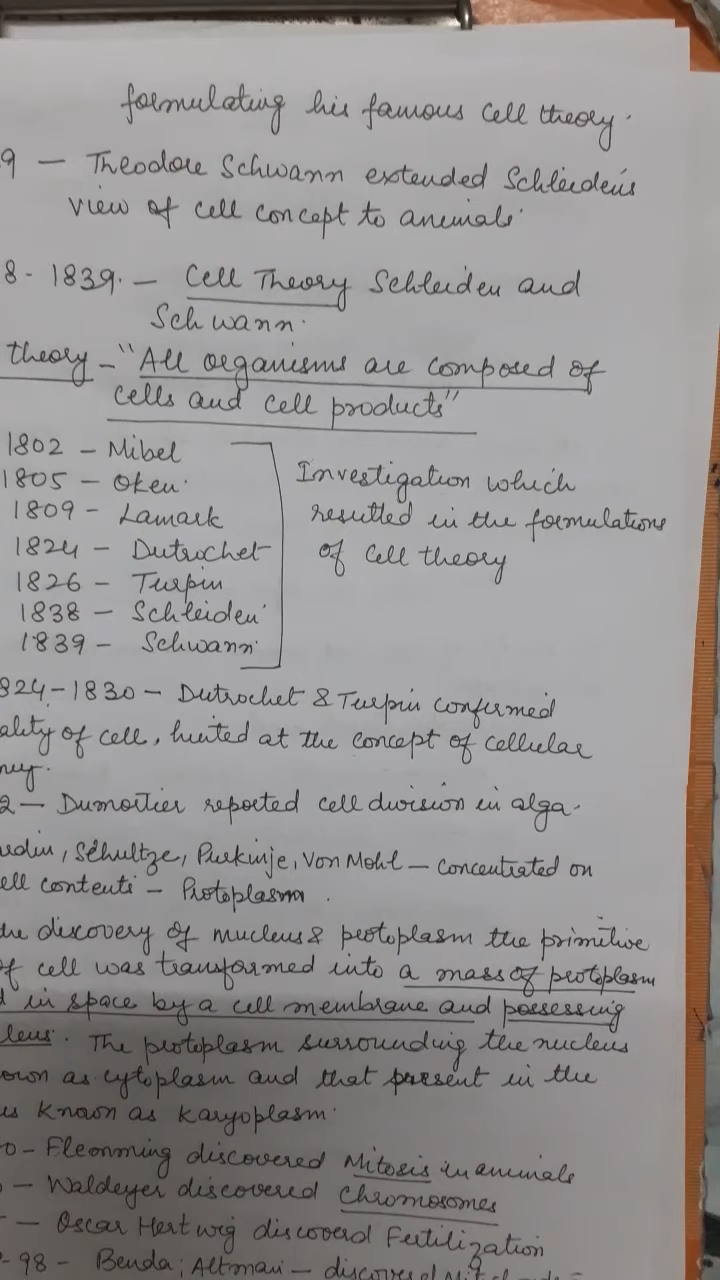 formulating his famous cell theory.
9 – Theodore Schwann extended Schleiden's
view of cell concept to animals.
8 - 1839. – Cell Theory Schleiden and
Schwann.
theory – "All organisms are composed of
cells and cell products"
1802 – Mibel
1805 – Oken.
1809 – Lamark
1824 – Dutrochet
1826 – Turpin
1838 – Schleiden
1839 – Schwann.
Investigation which
resulted in the formulations
of cell theory
824-1830 – Dutrochet & Turpin confirmed
ality of cell, hinted at the concept of cellular
2 – Dumortier reported cell division in alga.
Schultze, Purkinje, Von Mohl – concentrated on
ell contents – Protoplasm.
he discovery of nucleus & protoplasm the primitive
f cell was transformed into a mass of protoplasm
d in space by a cell membrane and possessing
leus. The protoplasm surrounding the nucleus
own as cytoplasm and that present in the
is known as karyoplasm.
0 – Fleonming discovered Mitosis in animals
– Waldeyer discovered Chromosomes
– Oscar Hertwig discoverd Fertilization
- 98 – Benda; Altman –